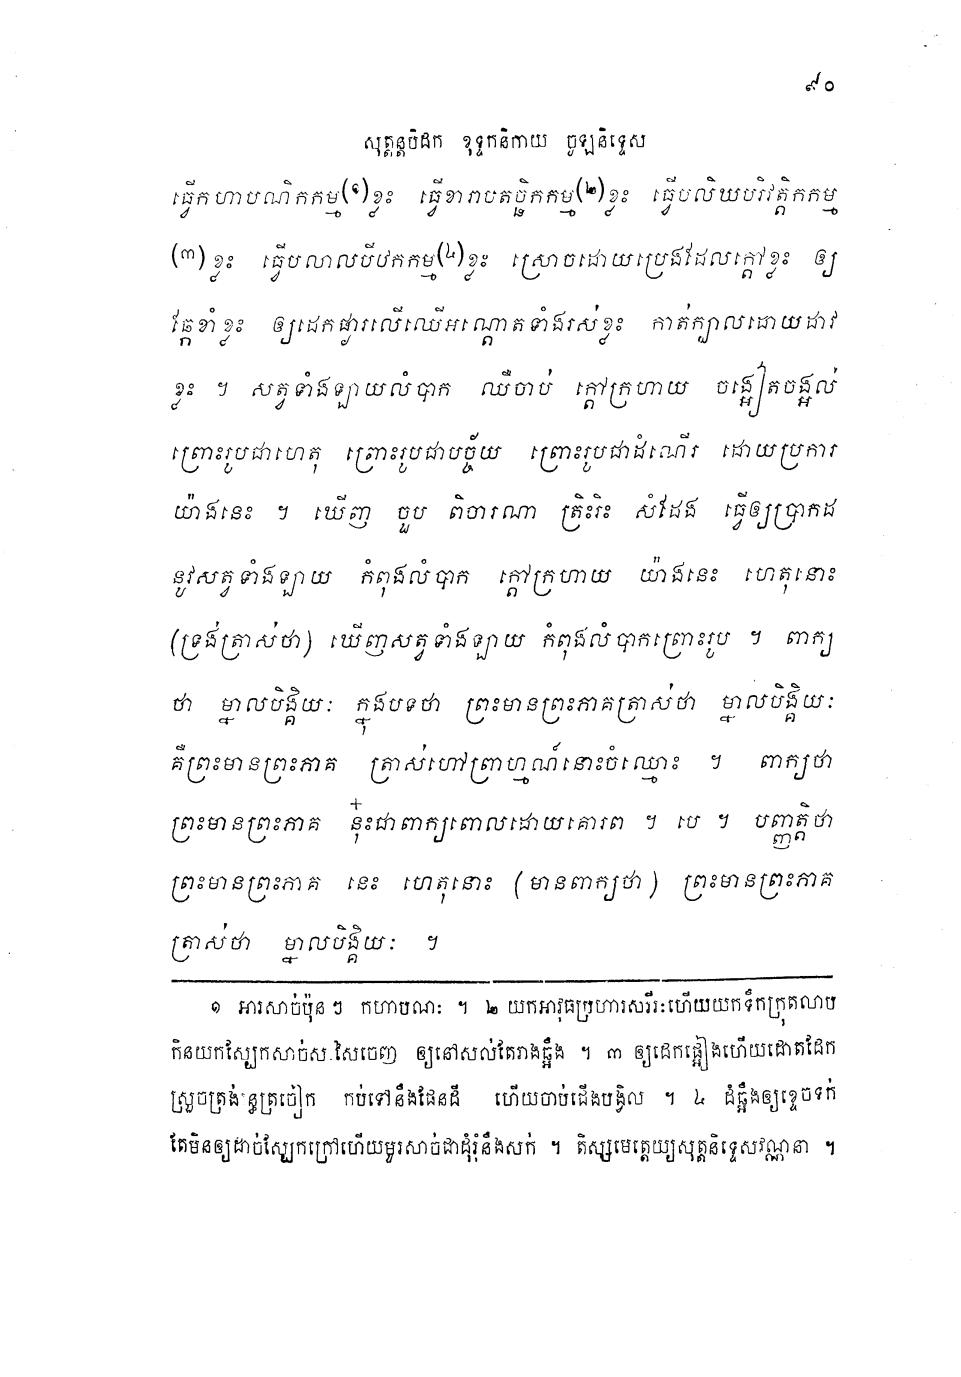 ៩០
សុត្តន្តបិដក ខុទ្ទកនិកាយ ចូឡនិទ្ទេស
ធ្វើកហាបណិកកម្ម(១)ខ្លះ ធ្វើខារាបតច្ឆិកកម្ម(២)ខ្លះ ធ្វើបលិឃបរិវត្តិកកម្ម
(៣)ខ្លះ ធ្វើបលាលបីឋកកម្ម(៤)ខ្លះ ស្រោចដោយប្រេងដែលក្ដៅខ្លះ ឲ្យ
ឆ្កែខាំខ្លះ ឲ្យដេកផ្ងារលើឈើអណ្ដោតទាំងរស់ខ្លះ កាត់ក្បាលដោយដាវ
ខ្លះ ។ សត្វទាំងឡាយលំបាក ឈឺចាប់ ក្ដៅក្រហាយ ចង្អៀតចង្អល់
ព្រោះរូបជាហេតុ ព្រោះរូបជាបច្ច័យ ព្រោះរូបជាដំណើរ ដោយប្រការ
យ៉ាងនេះ ។ ឃើញ ចួប ពិចារណា ត្រិះរិះ សំដែង ធ្វើឲ្យប្រាកដ
នូវសត្វទាំងឡាយ កំពុងលំបាក ក្ដៅក្រហាយ យ៉ាងនេះ ហេតុនោះ
(ទ្រង់ត្រាស់ថា) ឃើញសត្វទាំងឡាយ កំពុងលំបាកព្រោះរូប ។ ពាក្យ
ថា ម្នាលបិង្គិយៈ ក្នុងបទថា ព្រះមានព្រះភាគត្រាស់ថា ម្នាលបិង្គិយៈ
គឺព្រះមានព្រះភាគ ត្រាស់ហៅព្រាហ្មណ៍នោះចំឈ្មោះ ។ ពាក្យថា
ព្រះមានព្រះភាគ នុ៎ះជាពាក្យពោលដោយគោរព ។ បេ ។ បញ្ញត្តិថា
ព្រះមានព្រះភាគ នេះ ហេតុនោះ (មានពាក្យថា) ព្រះមានព្រះភាគ
ត្រាស់ថា ម្នាលបិង្គិយៈ ។
១ អារសាច់ប៉ុនៗ កហាបណៈ ។ ២ យកអាវុធប្រហារសរីរៈហើយយកទឹកក្រុតលាប
កិនយកស្បែកសាច់សរសៃចេញ ឲ្យនៅសល់តែរាងឆ្អឹង ។ ៣ ឲ្យដេកផ្អៀងហើយដោតដែក
ស្រួចត្រង់រន្ធត្រចៀក កប់ទៅនឹងផែនដី ហើយចាប់ជើងបង្វិល ។ ៤ ដំឆ្អឹងឲ្យខ្ទេចទក់
តែមិនឲ្យដាច់ស្បែកក្រៅហើយមូរសាច់ជាដុំរុំនឹងសក់ ។ តិស្សមេត្តេយ្យសុត្តនិទ្ទេសវណ្ណនា ។